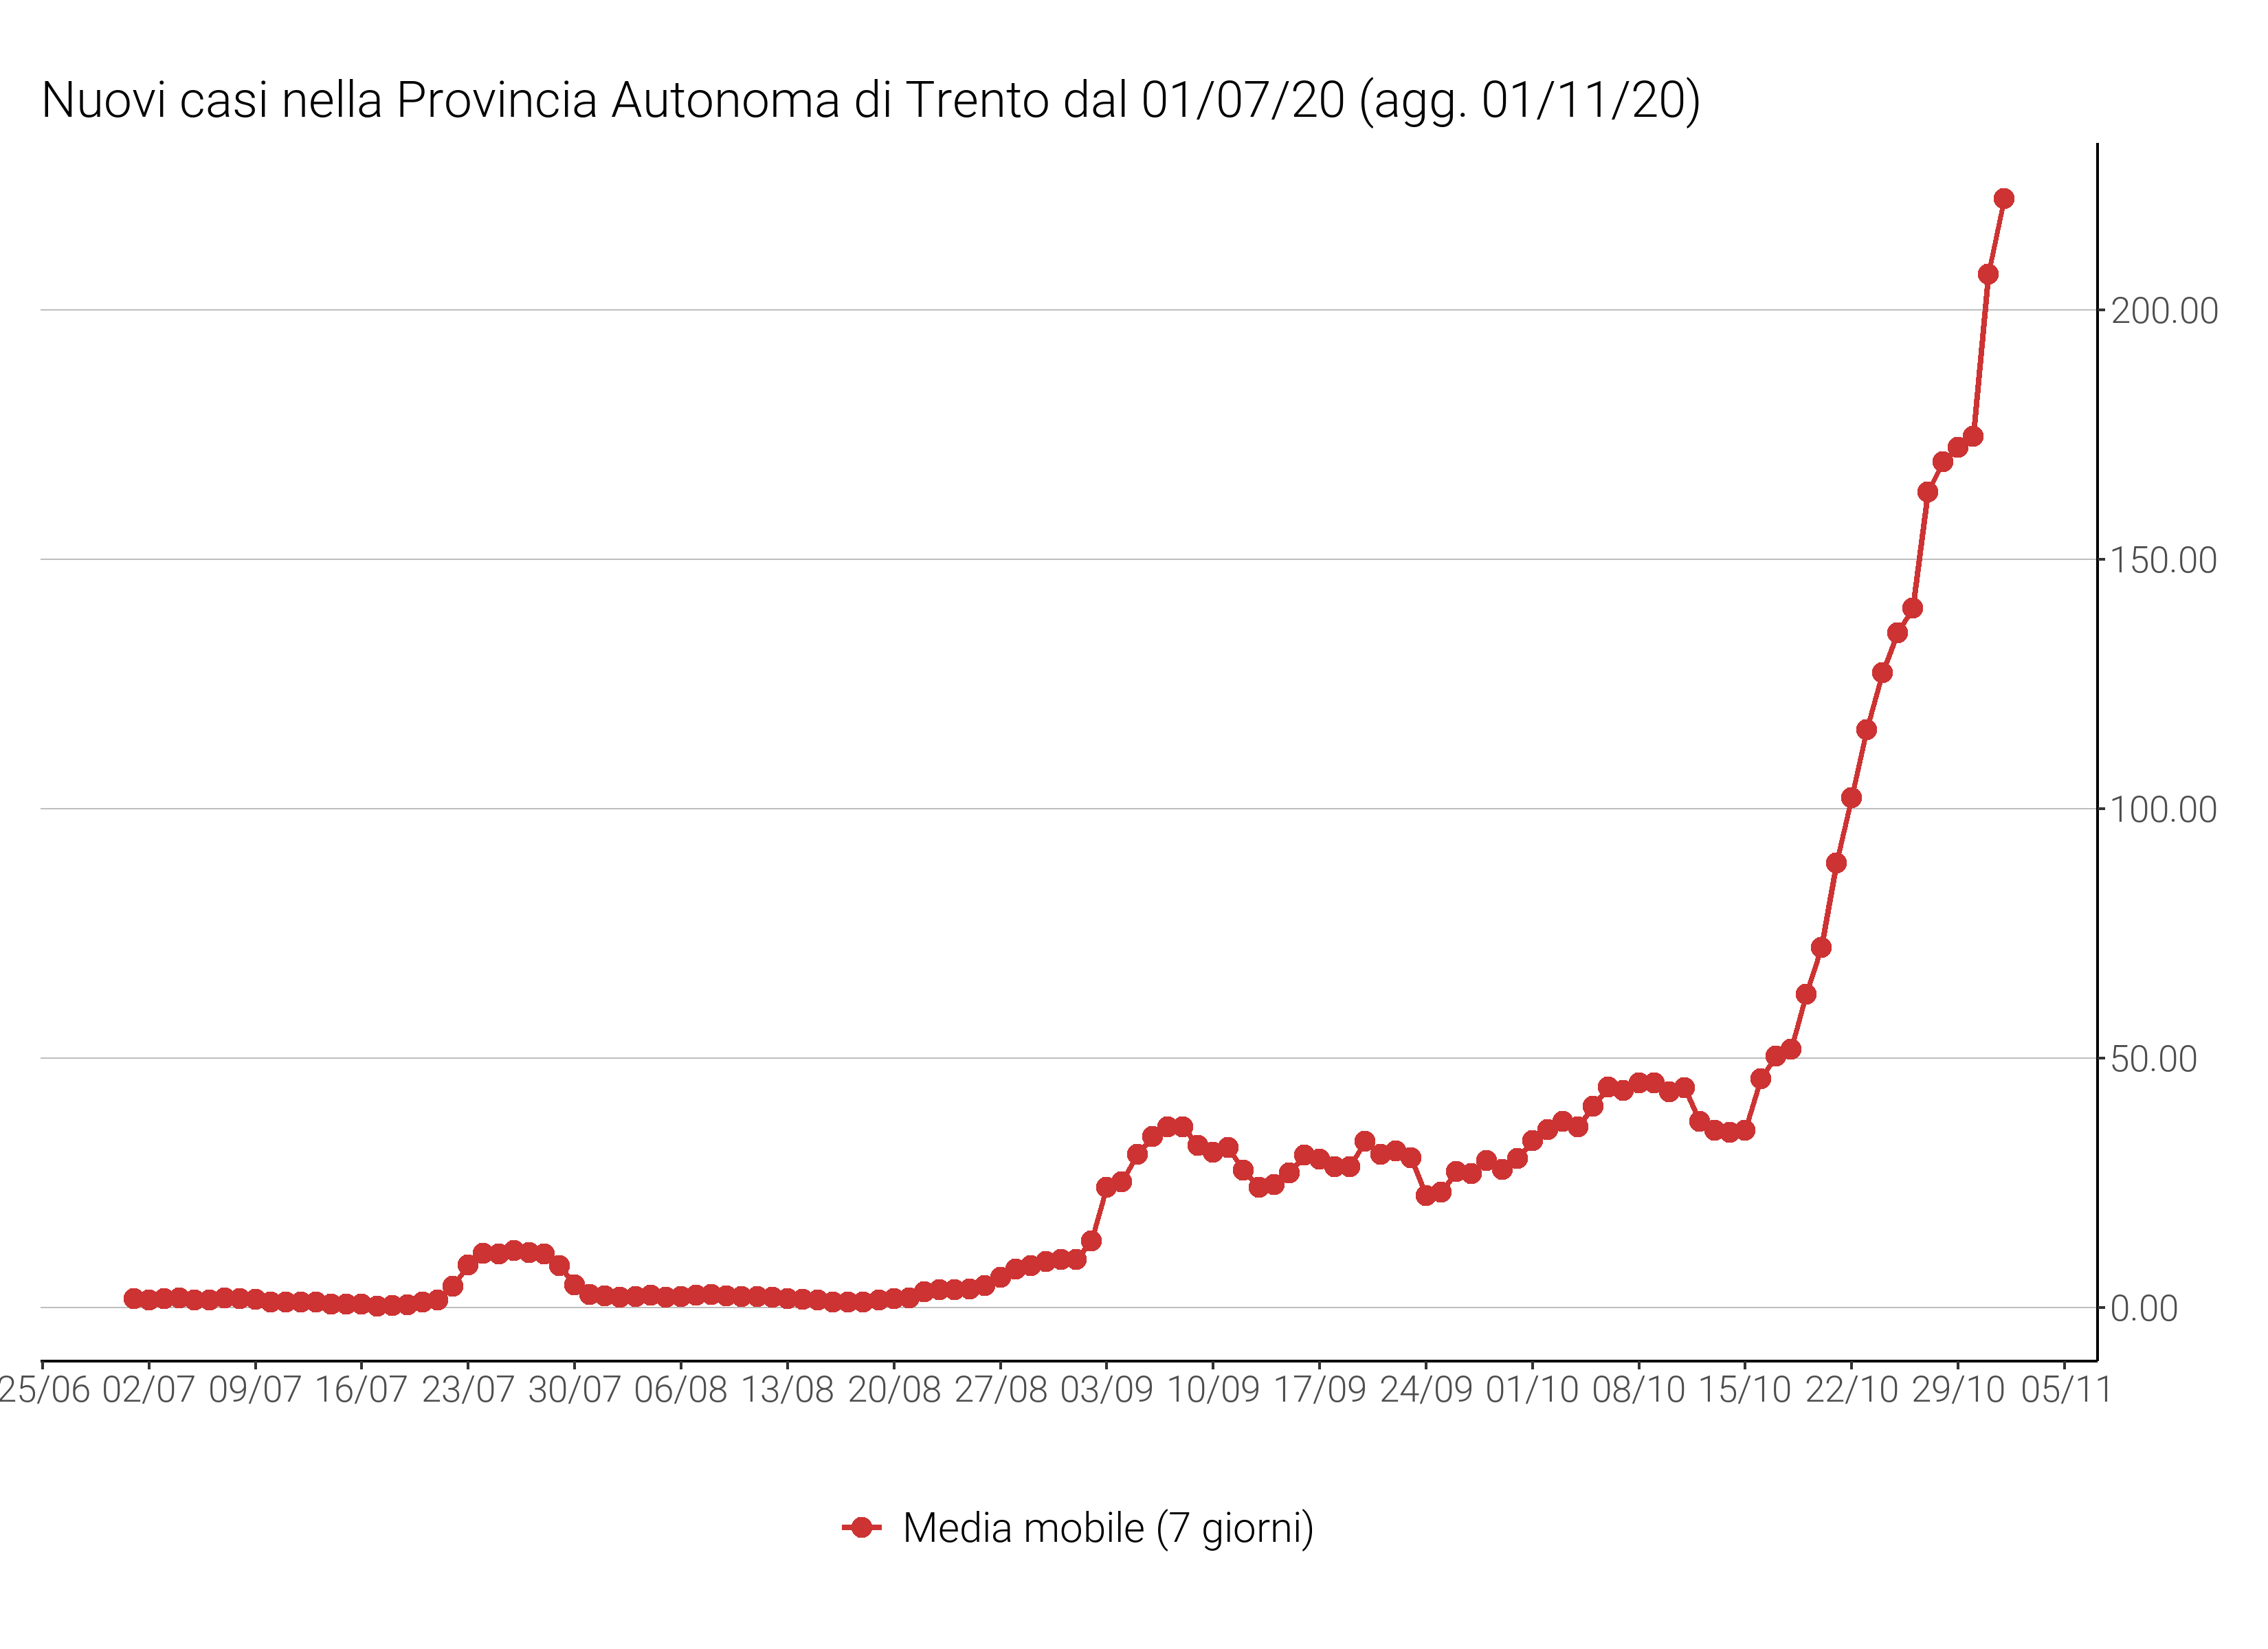 Nuovi casi nella Provincia Autonoma di Trento dal 01/07/20 (agg. 01/11/20)
200.00
150.00
100.00
50.00
0.00
25/06 02/07 09/07 16/07 23/07 30/07 06/08 13/08 20/08 27/08 03/09 10/09 17/09 24/09 01/10 08/10 15/10 22/10 29/10 05/11
Media mobile (7 giorni)